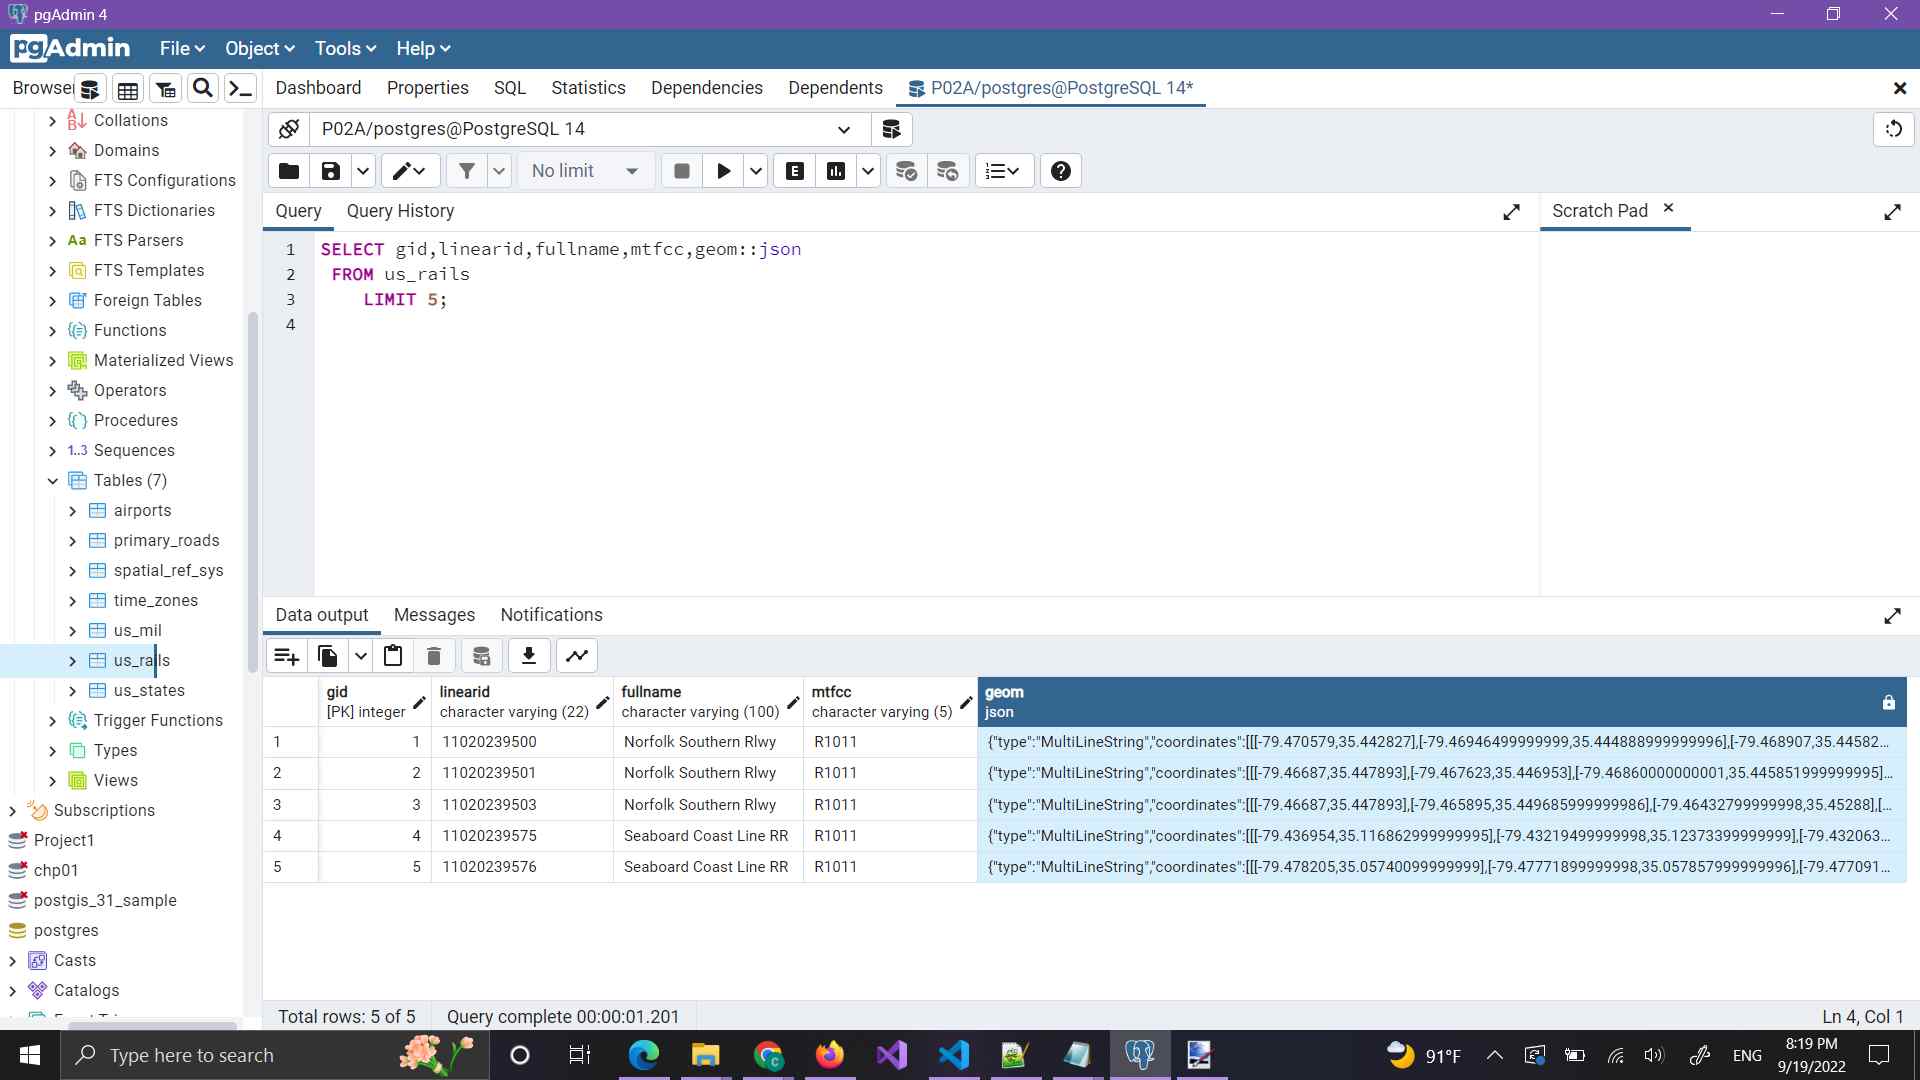 pgAdmin 4
pgAdmin File Object Tools Help
Browser Dashboard Properties SQL Statistics Dependencies Dependents P02A/postgres@PostgreSQL 14*
P02A/postgres@PostgreSQL 14
No limit
Query Query History Scratch Pad
1 SELECT gid,linearid,fullname,mtfcc,geom::json
2 FROM us_rails
3 LIMIT 5;
4
Collations
Domains
FTS Configurations
FTS Dictionaries
Aa FTS Parsers
FTS Templates
Foreign Tables
Functions
Materialized Views
Operators
Procedures
1..3 Sequences
Tables (7)
airports
primary_roads
spatial_ref_sys
time_zones
us_mil
us_rails
us_states
Trigger Functions
Types
Views
Subscriptions
Project1
chp01
postgis_31_sample
postgres
Casts
Catalogs
Data output Messages Notifications
gid linearid fullname mtfcc geom
[PK] integer character varying (22) character varying (100) character varying (5) json
1 1 11020239500 Norfolk Southern Rlwy R1011 {"type":"MultiLineString","coordinates":[[[-79.470579,35.442827],[-79.46946499999999,35.444888999999996],[-79.468907,35.44582...
2 2 11020239501 Norfolk Southern Rlwy R1011 {"type":"MultiLineString","coordinates":[[[-79.46687,35.447893],[-79.467623,35.446953],[-79.46860000000001,35.445851999999995]...
3 3 11020239503 Norfolk Southern Rlwy R1011 {"type":"MultiLineString","coordinates":[[[-79.46687,35.447893],[-79.465895,35.449685999999986],[-79.46432799999998,35.45288],[...
4 4 11020239575 Seaboard Coast Line RR R1011 {"type":"MultiLineString","coordinates":[[[-79.436954,35.116862999999995],[-79.43219499999998,35.12373399999999],[-79.432063...
5 5 11020239576 Seaboard Coast Line RR R1011 {"type":"MultiLineString","coordinates":[[[-79.478205,35.05740099999999],[-79.47771899999998,35.057857999999996],[-79.477091...
Total rows: 5 of 5 Query complete 00:00:01.201 Ln 4, Col 1
Type here to search 91°F ENG 8:19 PM
9/19/2022